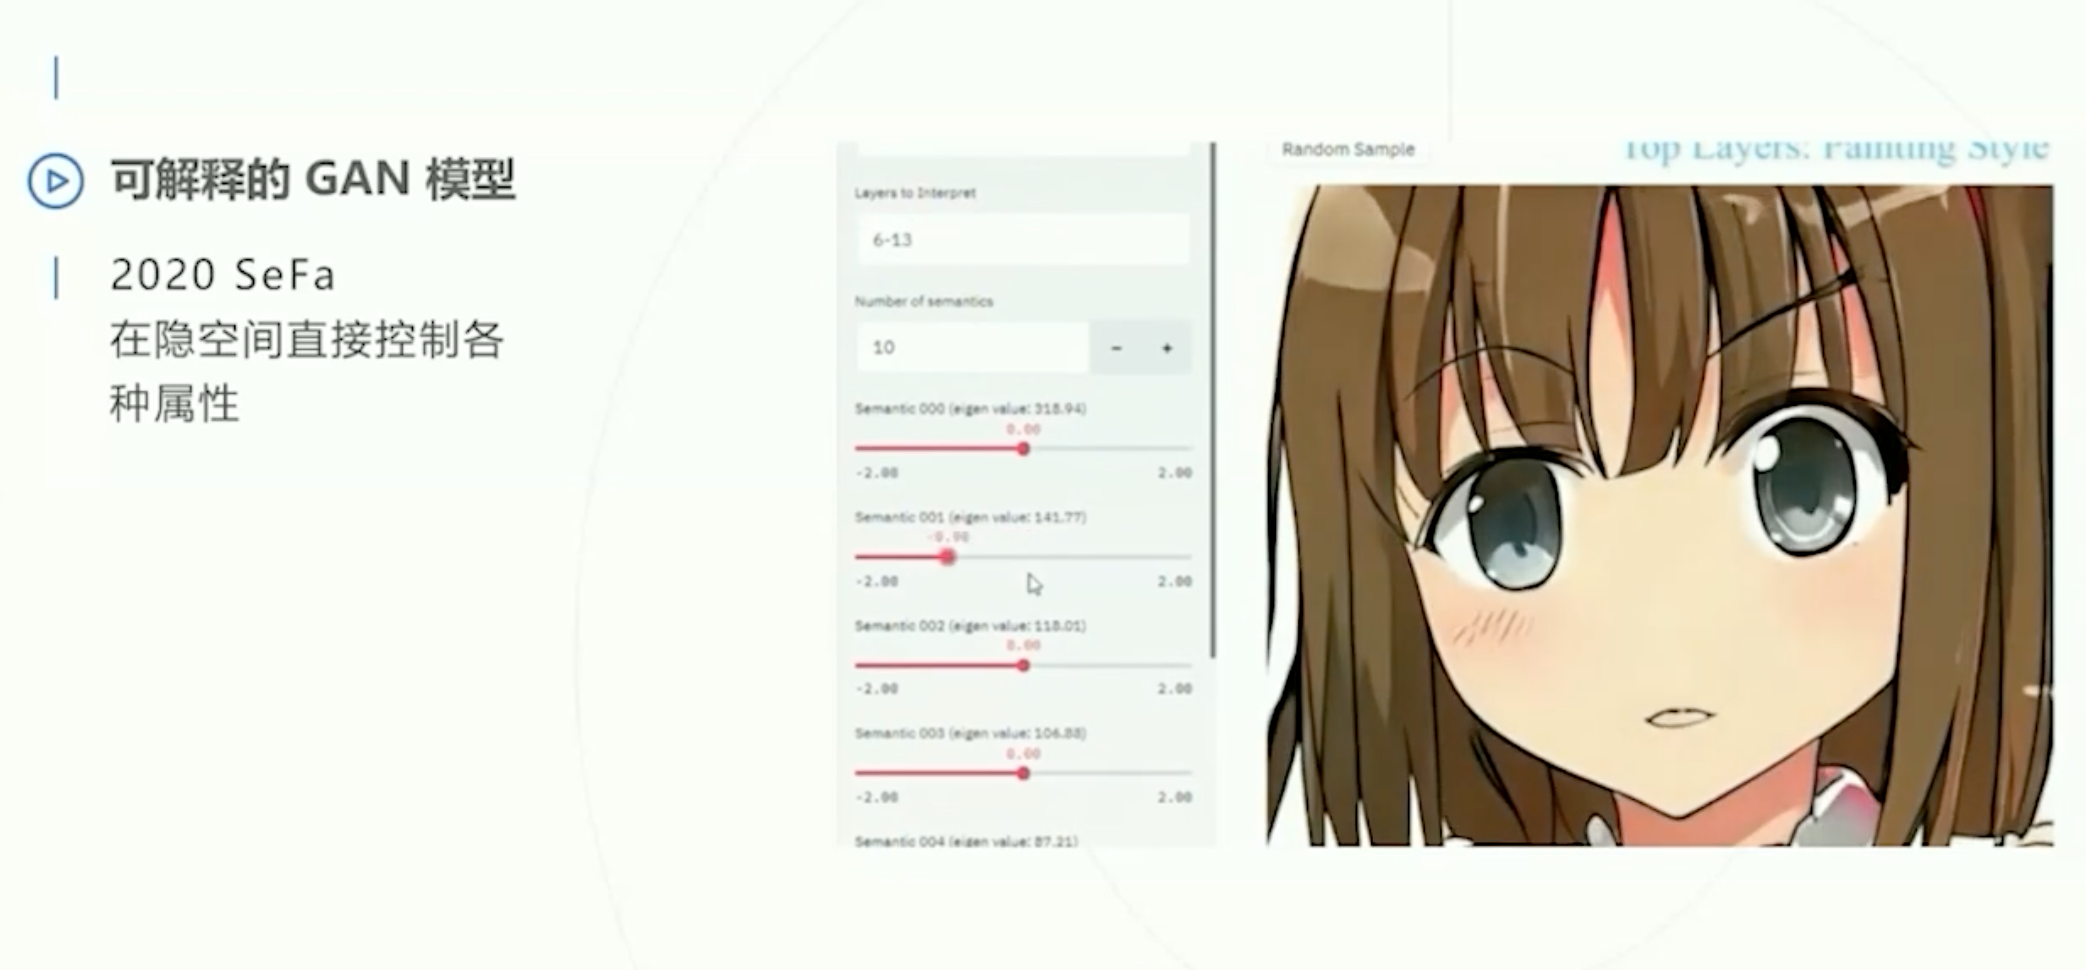 可解释的 GAN 模型
2020 SeFa
在隐空间直接控制各
种属性
Layers to Interpret
6-13
Number of semantics
10
- +
Semantic 000 (eigen value: 318.94)
0.00
-2.00 2.00
Semantic 001 (eigen value: 141.77)
-0.90
-2.00 2.00
Semantic 002 (eigen value: 118.01)
0.00
-2.00 2.00
Semantic 003 (eigen value: 106.88)
0.00
-2.00 2.00
Semantic 004 (eigen value: 87.21)
Random Sample
Top Layers: Painting Style